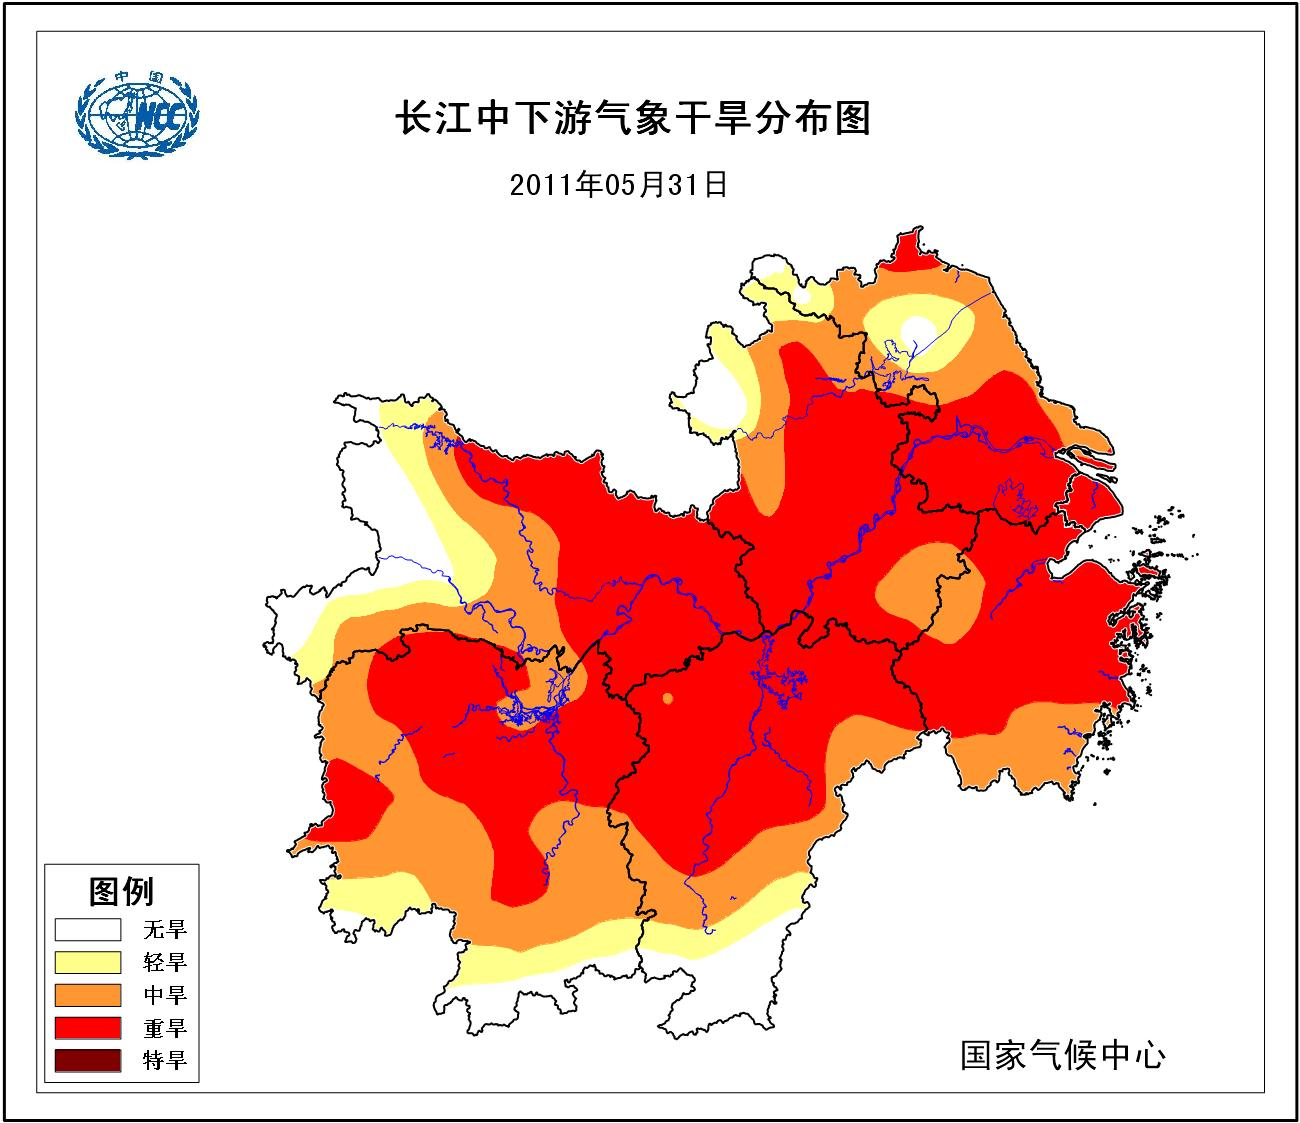 中国
NCC
长江中下游气象干旱分布图
2011年05月31日
图例
无旱
轻旱
中旱
重旱
特旱
国家气候中心